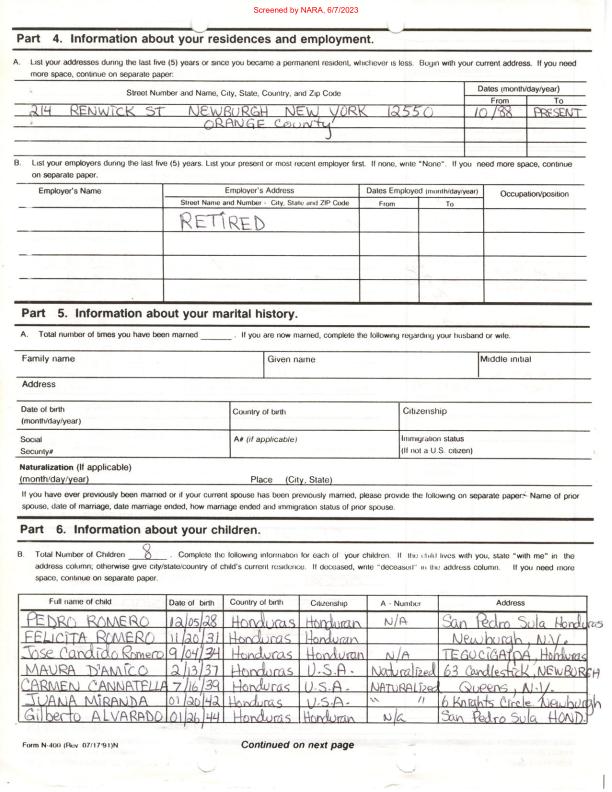 Screened by NARA, 6/7/2023
Part 4. Information about your residences and employment.
A. List your addresses during the last five (5) years or since you became a permanent resident, whichever is less. Begin with your current address. If you need
more space, continue on separate paper:
Street Number and Name, City, State, Country, and Zip Code
Dates (month/day/year)
From To
214 RENWICK ST NEWBURGH NEW YORK 12550 10/88 PRESENT
ORANGE County
B. List your employers during the last five (5) years. List your present or most recent employer first. If none, write "None". If you need more space, continue
on separate paper.
Employer's Name Employer's Address Dates Employed (month/day/year) Occupation/position
Street Name and Number - City, State and ZIP Code From To
RETIRED
Part 5. Information about your marital history.
A. Total number of times you have been married ______ . If you are now married, complete the following regarding your husband or wife.
Family name Given name Middle initial
Address
Date of birth Country of birth Citizenship
(month/day/year)
Social A# (if applicable) Immigration status
Security# (If not a U.S. citizen)
Naturalization (If applicable)
(month/day/year) Place (City, State)
If you have ever previously been married or if your current spouse has been previously married, please provide the following on separate paper: Name of prior
spouse, date of marriage, date marriage ended, how marriage ended and immigration status of prior spouse.
Part 6. Information about your children.
B. Total Number of Children 8 . Complete the following information for each of your children. If the child lives with you, state "with me" in the
address column; otherwise give city/state/country of child's current residence. If deceased, write "deceased" in the address column. If you need more
space, continue on separate paper.
Full name of child Date of birth Country of birth Citizenship A - Number Address
PEDRO ROMERO 12/05/28 Honduras Honduran N/A San Pedro Sula Honduras
FELICITA ROMERO 11/20/31 Honduras Honduran Newburgh, N.Y.
Jose Candido Romero 9/04/34 Honduras Honduran N/A TEGUCIGALPA, Honduras
MAURA D'AMICO 2/12/37 Honduras U.S.A. Naturalized 63 Candlestick, NEWBURGH
CARMEN CANNATELLA 7/16/39 Honduras U.S.A. NATURALIZED Queens, N.Y.
JUANA MIRANDA 01/20/42 Honduras U.S.A. " " 6 Knights Circle Newburgh
Gilberto ALVARADO 01/26/44 Honduras Honduran N/a San Pedro Sula HOND.
Form N-400 (Rev. 07/17/91)N Continued on next page